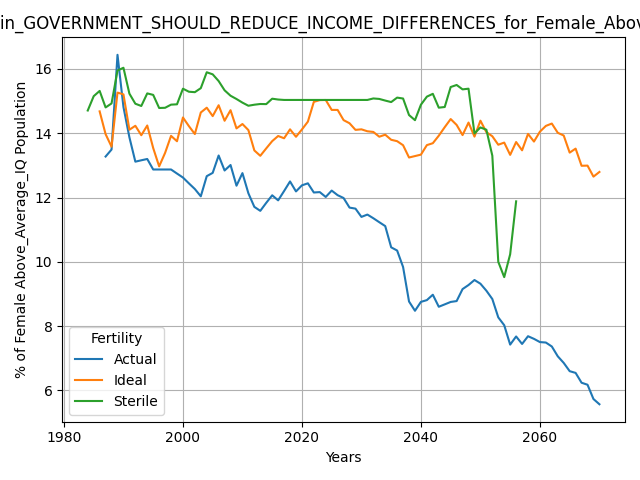 in_GOVERNMENT_SHOULD_REDUCE_INCOME_DIFFERENCES_for_Female_Above
% of Female Above_Average_IQ Population
16
14
12
10
8
6
Fertility
Actual
Ideal
Sterile
1980
2000
2020
2040
2060
Years